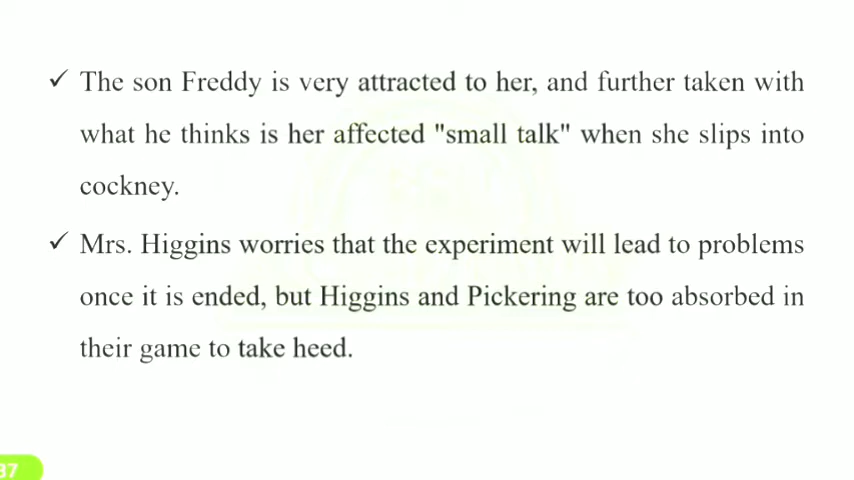 ✓ The son Freddy is very attracted to her, and further taken with
what he thinks is her affected "small talk" when she slips into
cockney.
✓ Mrs. Higgins worries that the experiment will lead to problems
once it is ended, but Higgins and Pickering are too absorbed in
their game to take heed.
37